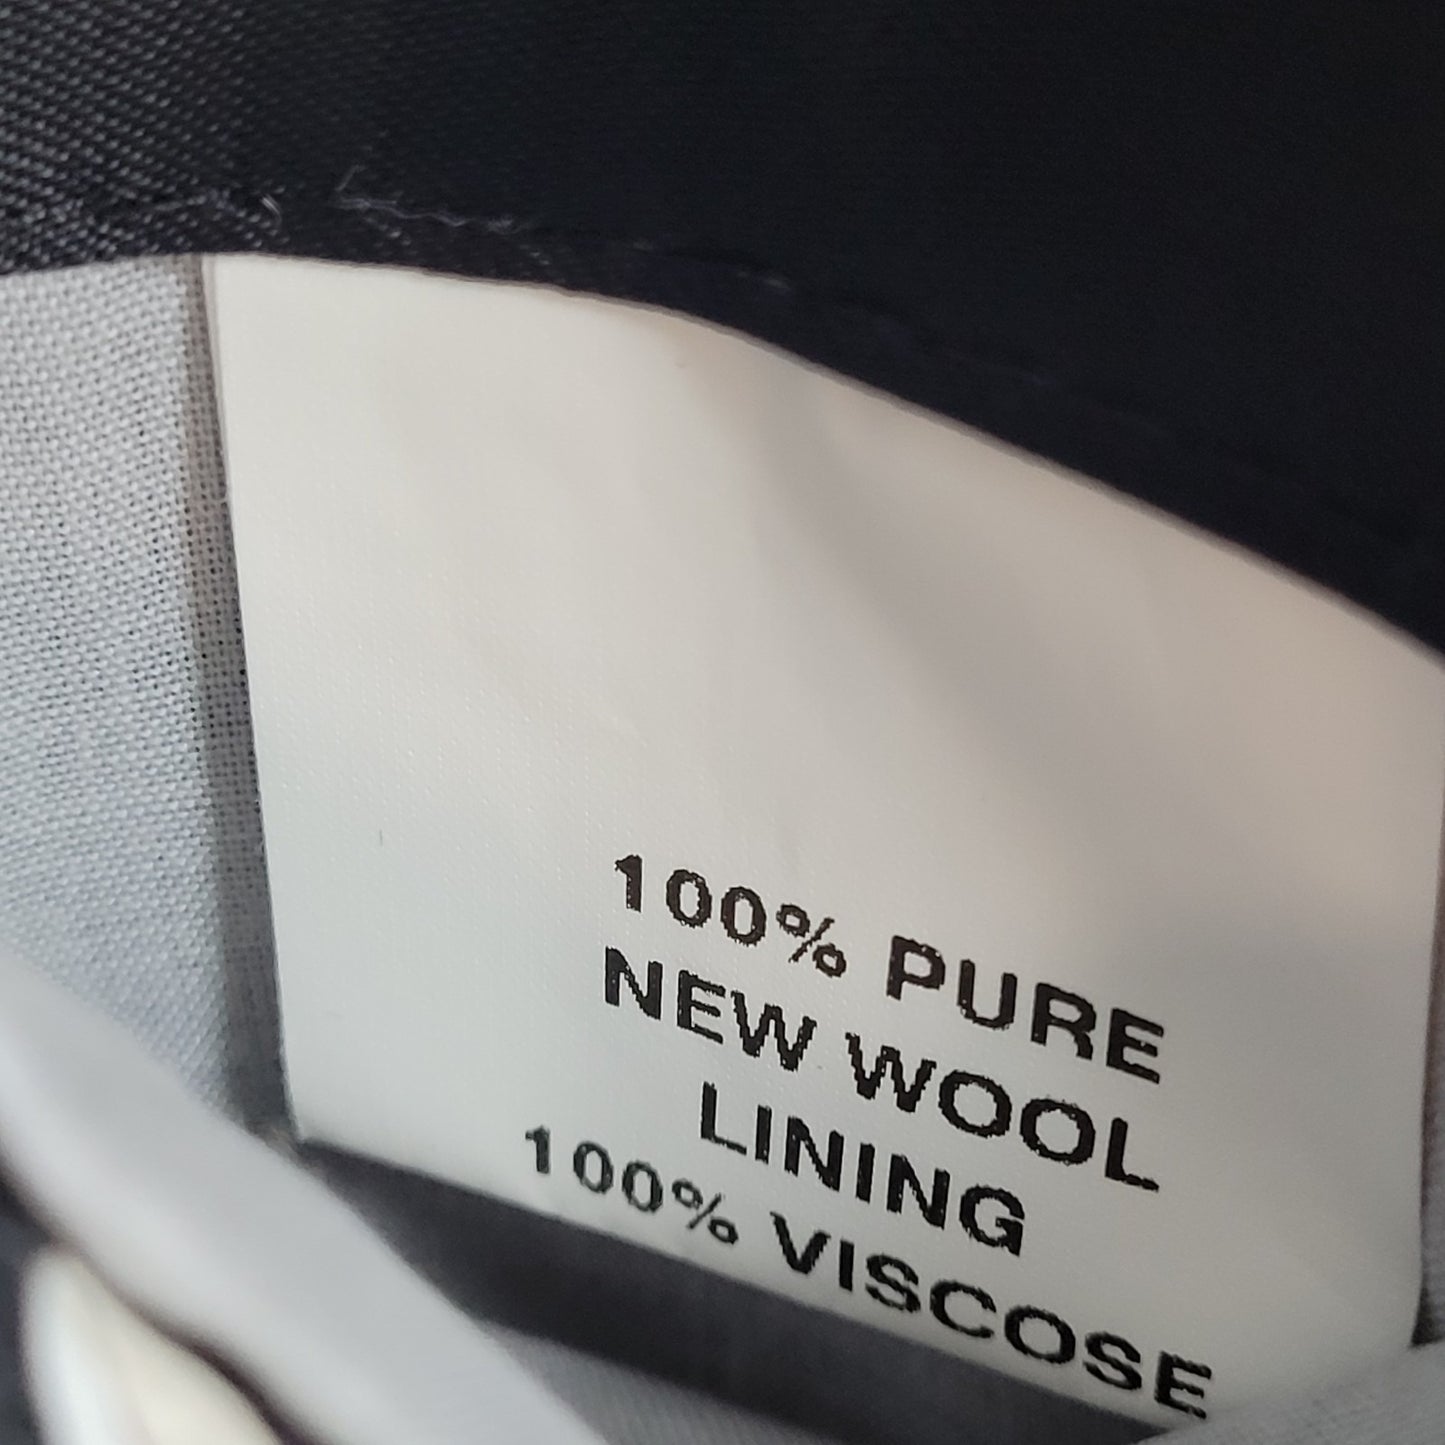 100% PURE
NEW WOOL
LINING
100% VISCOSE